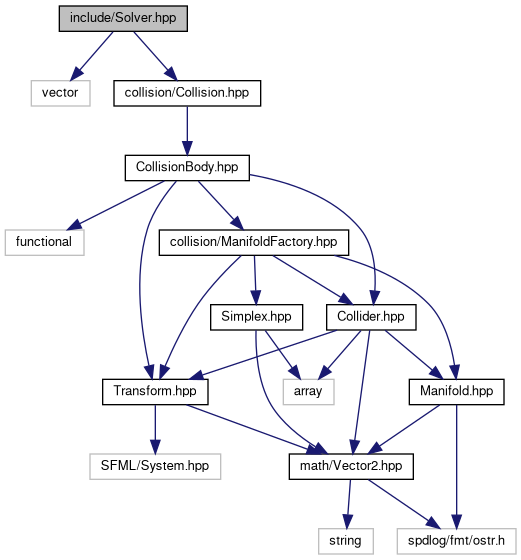 include/Solver.hpp
vector
collision/Collision.hpp
CollisionBody.hpp
functional
collision/ManifoldFactory.hpp
Simplex.hpp
Collider.hpp
Transform.hpp
array
Manifold.hpp
SFML/System.hpp
math/Vector2.hpp
string
spdlog/fmt/ostr.h